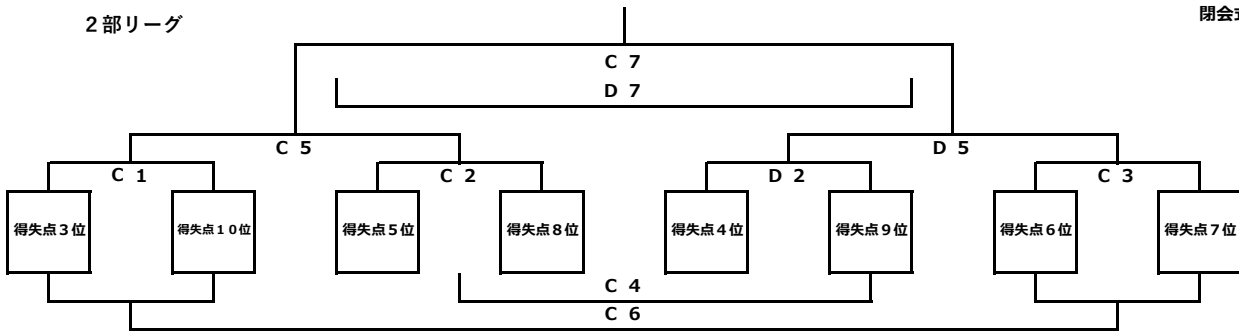 ２部リーグ
閉会式
C 7
D 7
C 5
D 5
C 1
C 2
D 2
C 3
得失点３位
得失点１０位
得失点５位
得失点８位
得失点４位
得失点９位
得失点６位
得失点７位
C 4
C 6